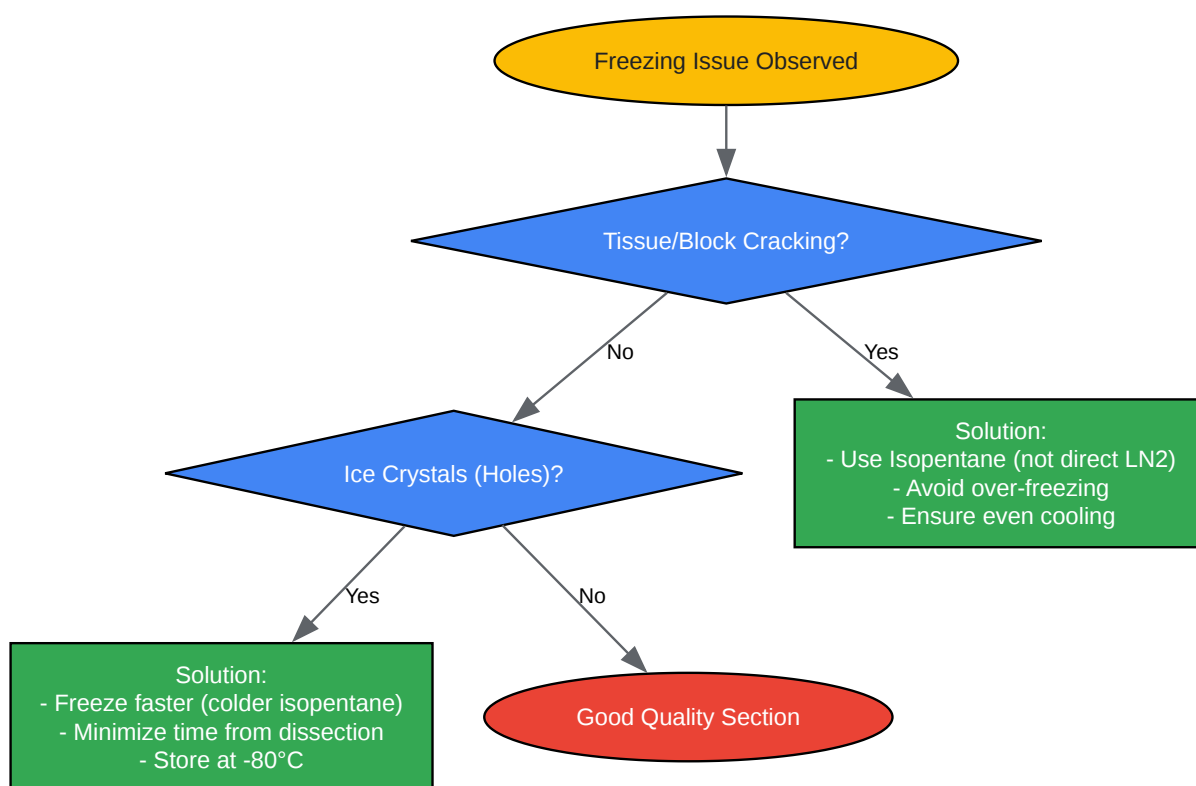 Freezing Issue Observed
Tissue/Block Cracking?
No
Yes
Solution:
- Use Isopentane (not direct LN2)
- Avoid over-freezing
- Ensure even cooling
Ice Crystals (Holes)?
Yes
No
Solution:
- Freeze faster (colder isopentane)
- Minimize time from dissection
- Store at -80°C
Good Quality Section